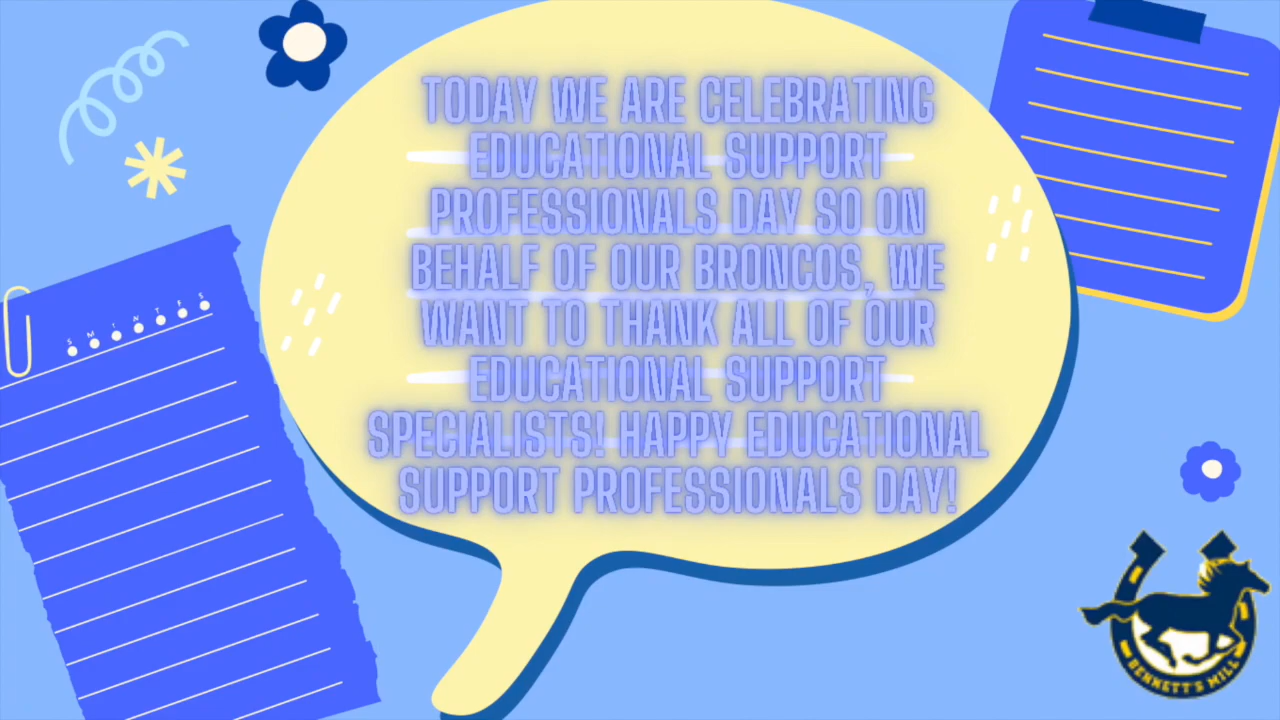 TODAY WE ARE CELEBRATING
EDUCATIONAL SUPPORT
PROFESSIONALS DAY SO ON
BEHALF OF OUR BRONCOS, WE
WANT TO THANK ALL OF OUR
EDUCATIONAL SUPPORT
SPECIALISTS! HAPPY EDUCATIONAL
SUPPORT PROFESSIONALS DAY!
S M T W T F S
BENNETT'S MILL